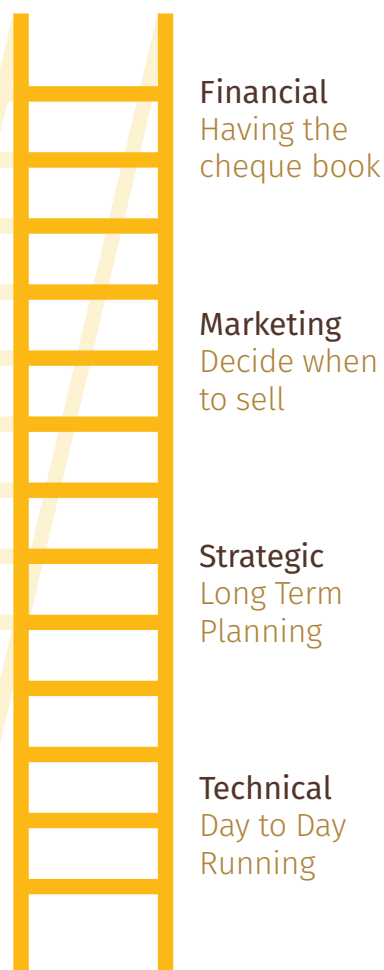 Financial
Having the
cheque book
Marketing
Decide when
to sell
Strategic
Long Term
Planning
Technical
Day to Day
Running